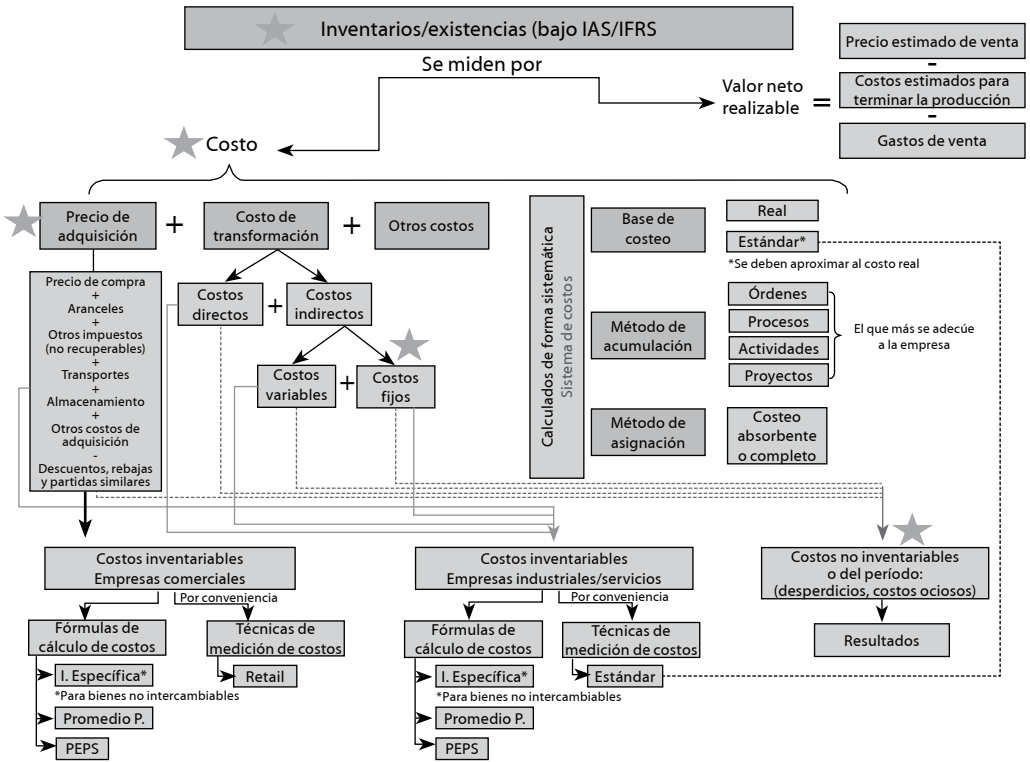 Inventarios/existencias (bajo IAS/IFRS
Se miden por
Valor neto
realizable
=
Precio estimado de venta
-
Costos estimados para
terminar la producción
-
Gastos de venta
Costo
Precio de
adquisición
+
Costo de
transformación
+
Otros costos
Precio de compra
+
Aranceles
+
Otros impuestos
(no recuperables)
+
Transportes
+
Almacenamiento
+
Otros costos de
adquisición
-
Descuentos, rebajas
y partidas similares
Costos
directos
+
Costos
indirectos
Costos
variables
+
Costos
fijos
Calculados de forma sistemática
Sistema de costos
Base de
costeo
Real
Estándar*
*Se deben aproximar al costo real
Método de
acumulación
Órdenes
Procesos
Actividades
Proyectos
El que más se adecúe
a la empresa
Método de
asignación
Costeo
absorbente
o completo
Costos inventariables
Empresas comerciales
Por conveniencia
Fórmulas de
cálculo de costos
Técnicas de
medición de costos
I. Específica*
*Para bienes no intercambiables
Promedio P.
PEPS
Retail
Costos inventariables
Empresas industriales/servicios
Por conveniencia
Fórmulas de
cálculo de costos
Técnicas de
medición de costos
I. Específica*
*Para bienes no intercambiables
Promedio P.
PEPS
Estándar
Costos no inventariables
o del período:
(desperdicios, costos ociosos)
Resultados